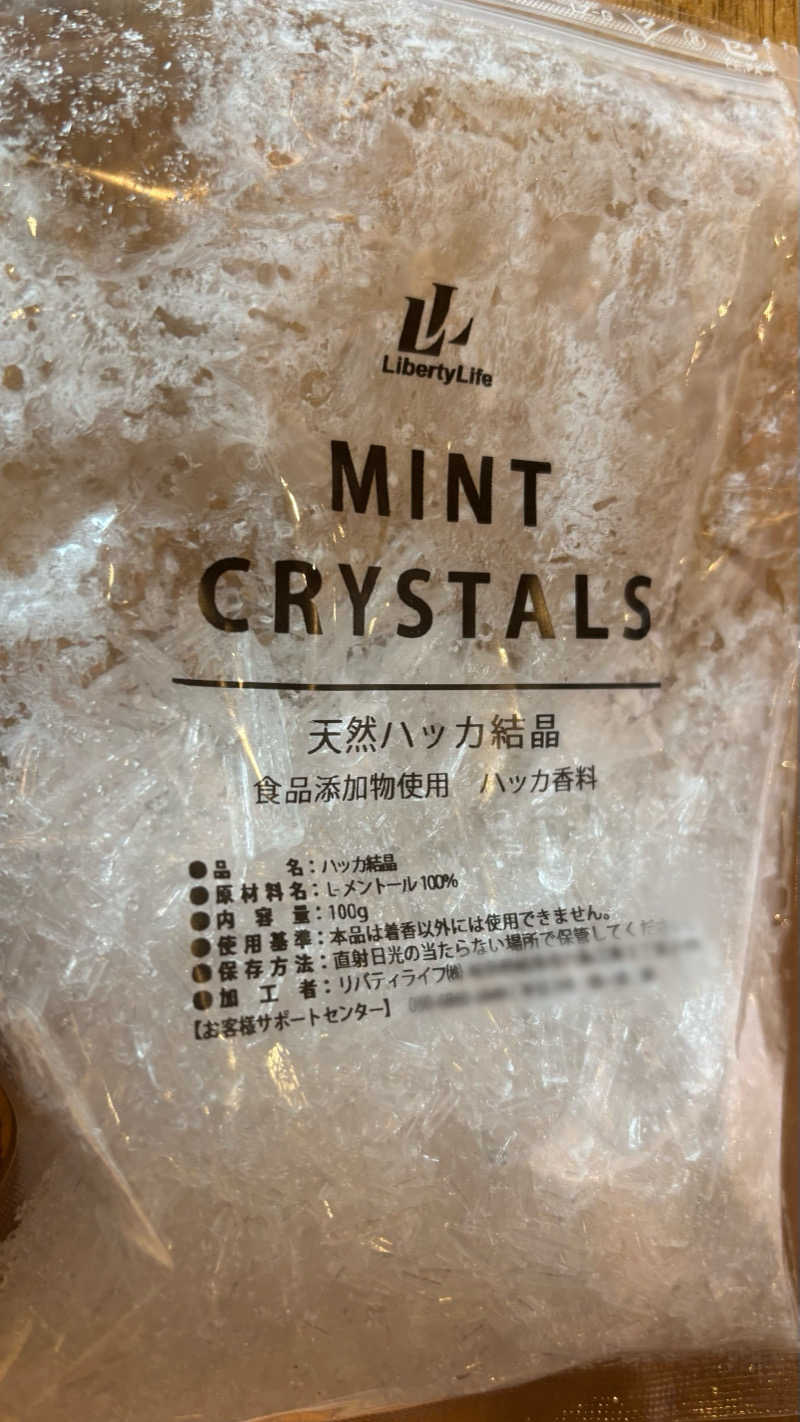 LibertyLife
MINT
CRYSTALS
天然ハッカ結晶
食品添加物使用　ハッカ香料
●品名：ハッカ結晶
●原材料名：L-メントール100%
●内容量：100g
●使用基準：本品は着香以外には使用できません。
●保存方法：直射日光の当たらない場所で保管してくだ
●加工者：リバティライフ㈱
【お客様サポートセンター】